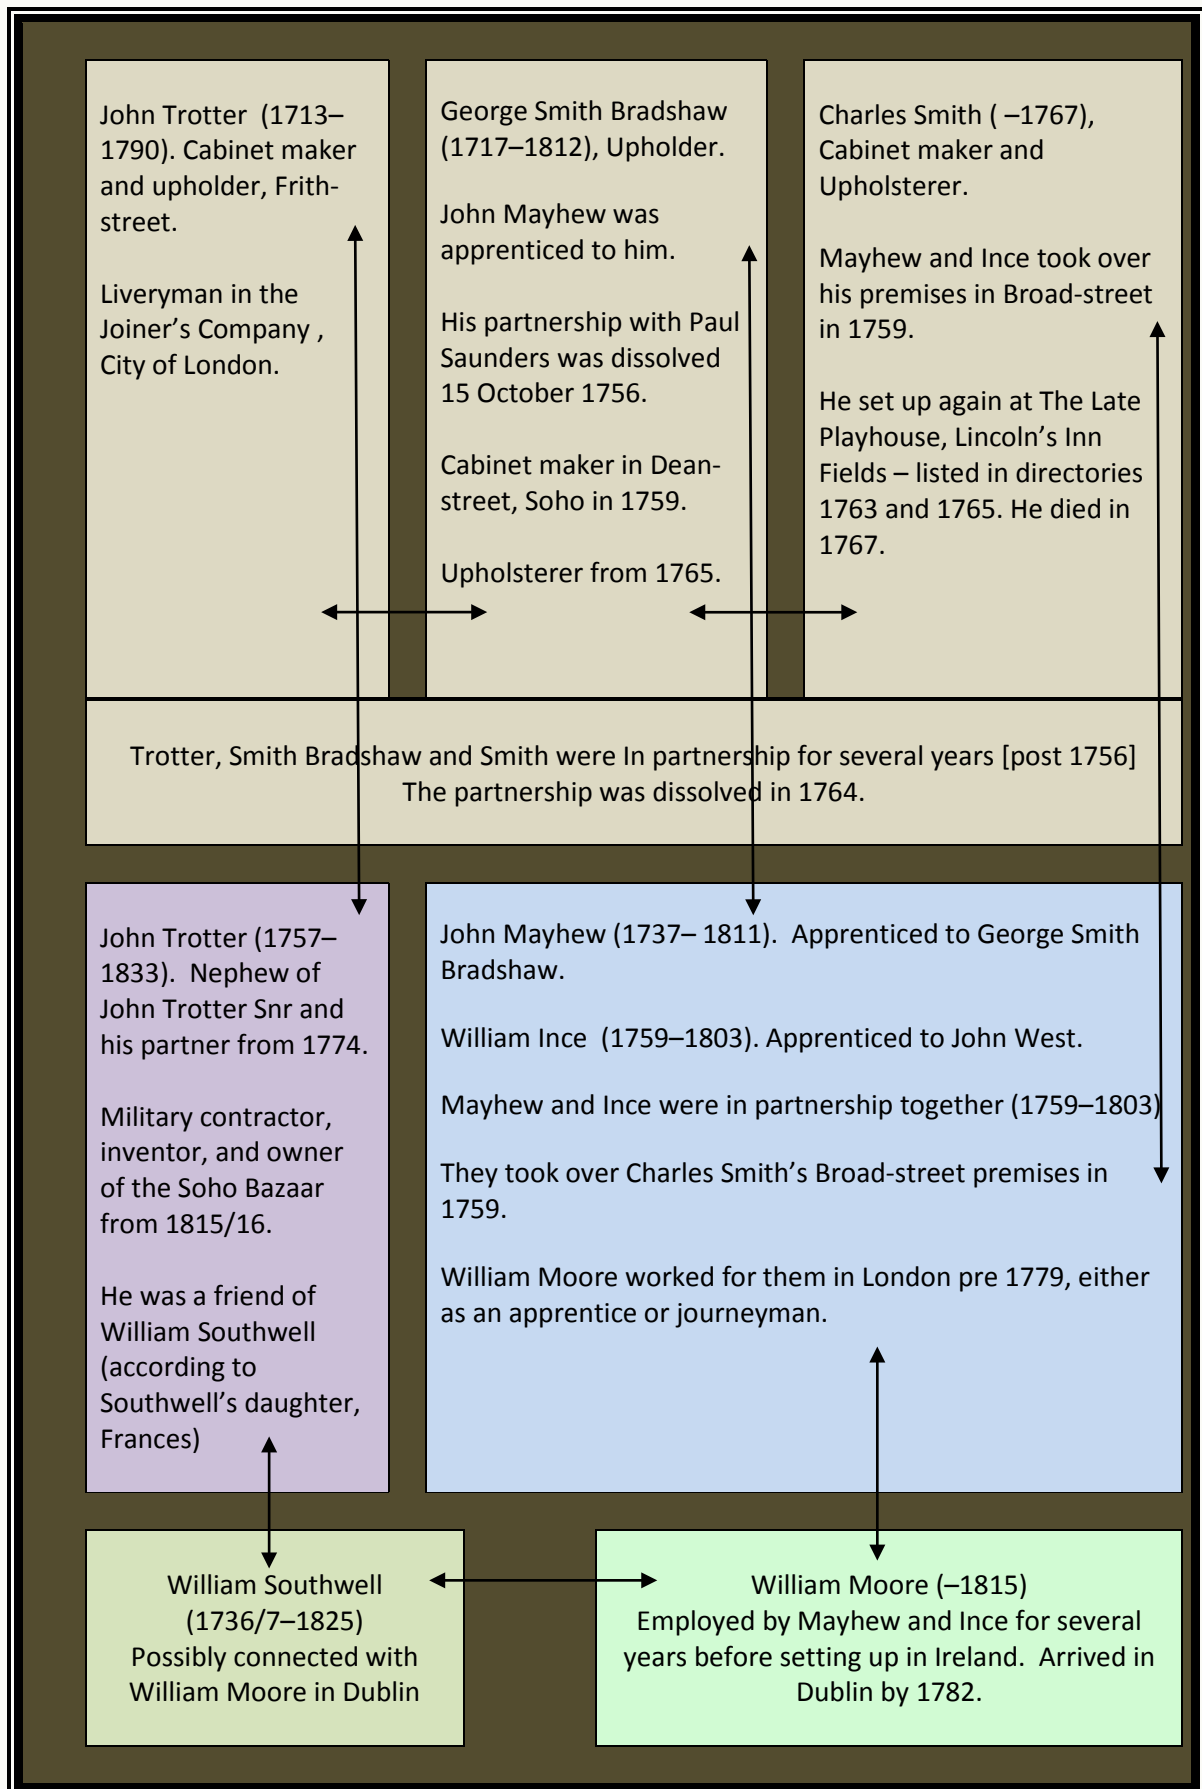 John Trotter (1713–
1790). Cabinet maker
and upholder, Frith-
street.
Liveryman in the
Joiner's Company ,
City of London.
George Smith Bradshaw
(1717–1812), Upholder.
John Mayhew was
apprenticed to him.
His partnership with Paul
Saunders was dissolved
15 October 1756.
Cabinet maker in Dean-
street, Soho in 1759.
Upholsterer from 1765.
Charles Smith ( –1767),
Cabinet maker and
Upholsterer.
Mayhew and Ince took over
his premises in Broad-street
in 1759.
He set up again at The Late
Playhouse, Lincoln's Inn
Fields – listed in directories
1763 and 1765. He died in
1767.
Trotter, Smith Bradshaw and Smith were In partnership for several years [post 1756]
The partnership was dissolved in 1764.
John Trotter (1757–
1833). Nephew of
John Trotter Snr and
his partner from 1774.
Military contractor,
inventor, and owner
of the Soho Bazaar
from 1815/16.
He was a friend of
William Southwell
(according to
Southwell's daughter,
Frances)
John Mayhew (1737– 1811). Apprenticed to George Smith
Bradshaw.
William Ince (1759–1803). Apprenticed to John West.
Mayhew and Ince were in partnership together (1759–1803)
They took over Charles Smith's Broad-street premises in
1759.
William Moore worked for them in London pre 1779, either
as an apprentice or journeyman.
William Southwell
(1736/7–1825)
Possibly connected with
William Moore in Dublin
William Moore (–1815)
Employed by Mayhew and Ince for several
years before setting up in Ireland. Arrived in
Dublin by 1782.